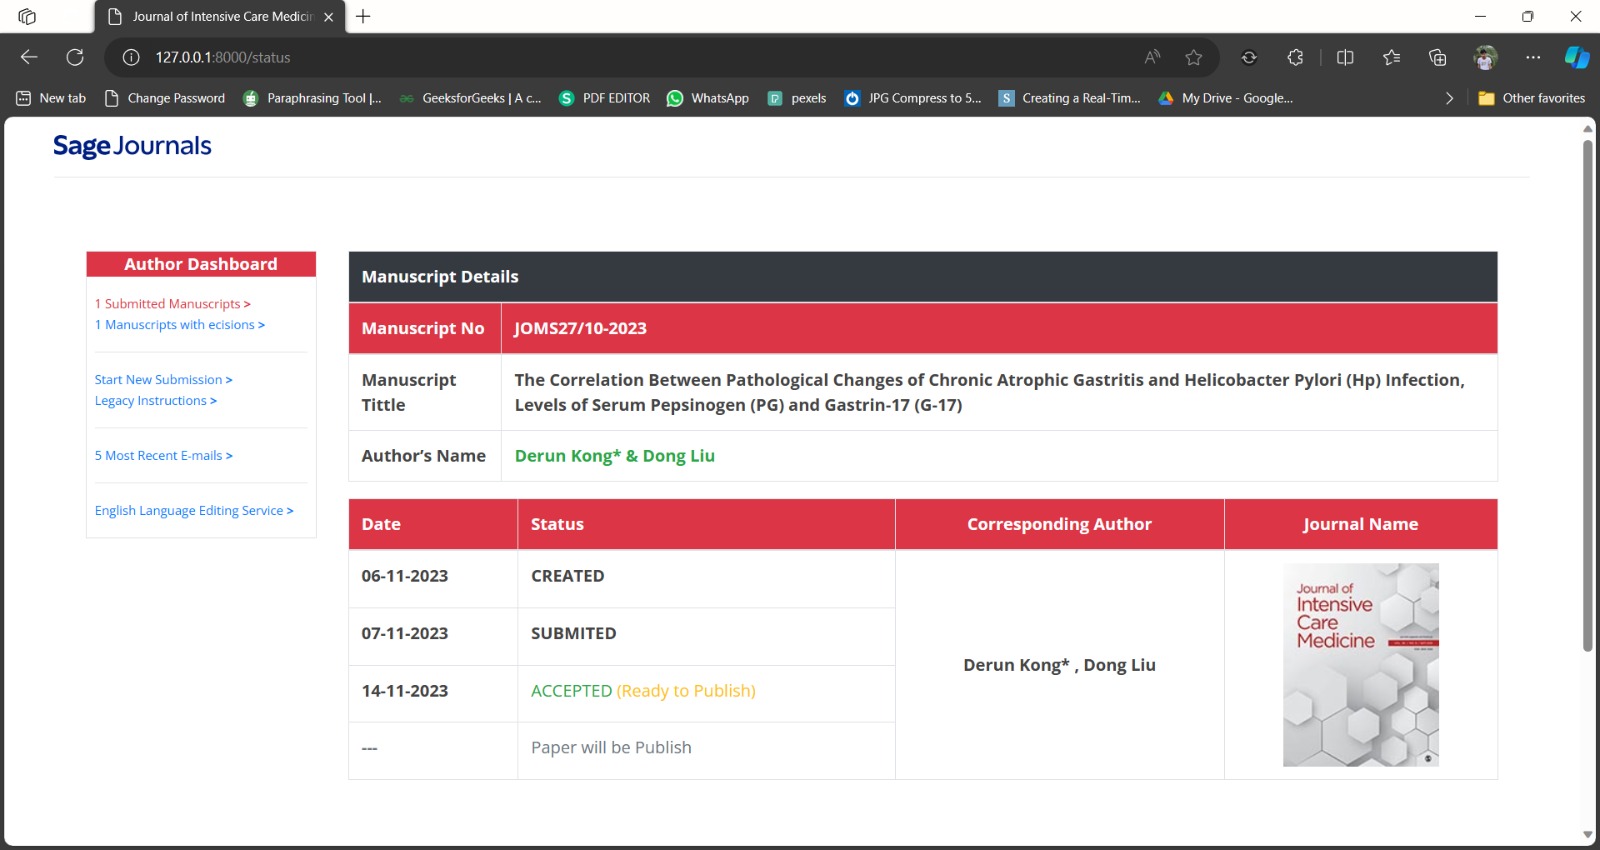 Journal of Intensive Care Medicin
127.0.0.1:8000/status
New tab
Change Password
Paraphrasing Tool |...
GeeksforGeeks | A c...
PDF EDITOR
WhatsApp
pexels
JPG Compress to 5...
Creating a Real-Tim...
My Drive - Google...
Other favorites
Sage Journals
Author Dashboard
1 Submitted Manuscripts >
1 Manuscripts with ecisions >
Start New Submission >
Legacy Instructions >
5 Most Recent E-mails >
English Language Editing Service >
Manuscript Details
Manuscript No
JOMS27/10-2023
Manuscript
Tittle
The Correlation Between Pathological Changes of Chronic Atrophic Gastritis and Helicobacter Pylori (Hp) Infection,
Levels of Serum Pepsinogen (PG) and Gastrin-17 (G-17)
Author’s Name
Derun Kong* & Dong Liu
Date
Status
Corresponding Author
Journal Name
06-11-2023
CREATED
07-11-2023
SUBMITED
14-11-2023
ACCEPTED (Ready to Publish)
---
Paper will be Publish
Derun Kong* , Dong Liu
Journal of
Intensive
Care
Medicine